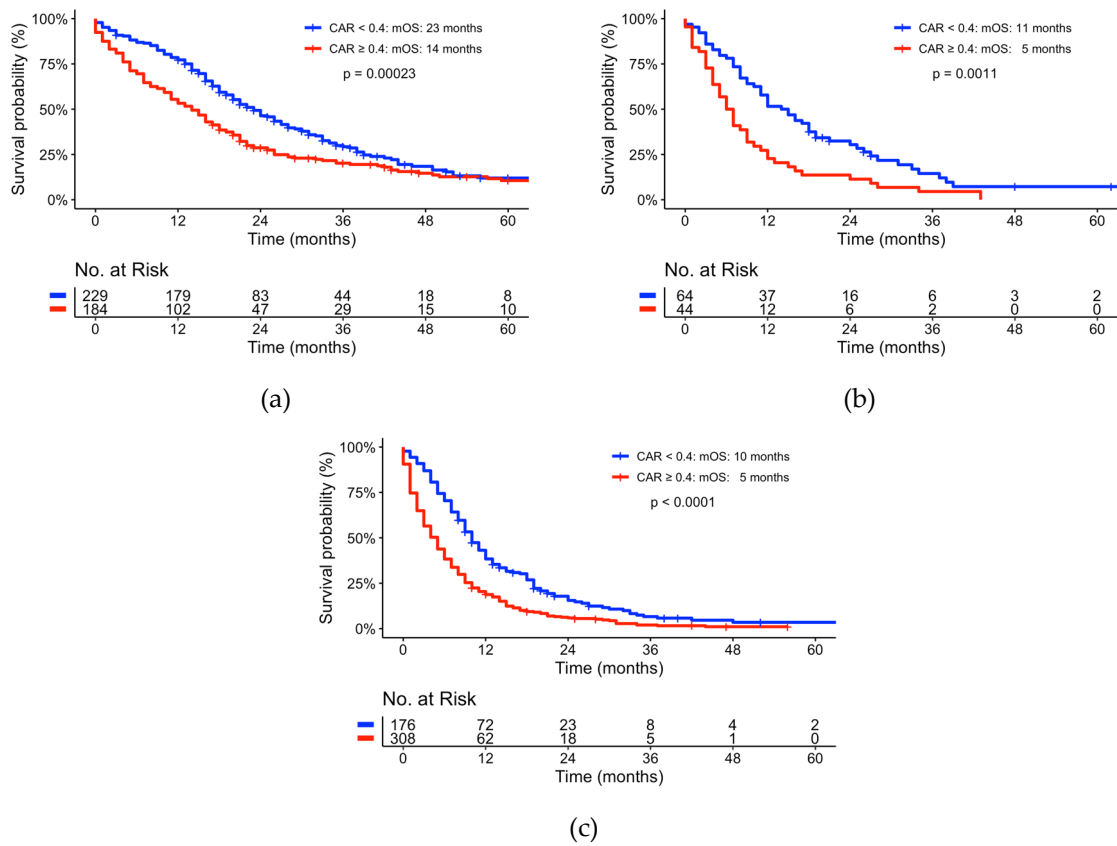 100%
75%
50%
25%
0%
Survival probability (%)
CAR < 0.4: mOS: 23 months
CAR ≥ 0.4: mOS: 14 months
p = 0.00023
0 12 24 36 48 60
Time (months)
No. at Risk
229 179 83 44 18 8
184 102 47 29 15 10
0 12 24 36 48 60
Time (months)
(a)
100%
75%
50%
25%
0%
Survival probability (%)
CAR < 0.4: mOS: 11 months
CAR ≥ 0.4: mOS: 5 months
p = 0.0011
0 12 24 36 48 60
Time (months)
No. at Risk
64 37 16 6 3 2
44 12 6 2 0 0
0 12 24 36 48 60
Time (months)
(b)
100%
75%
50%
25%
0%
Survival probability (%)
CAR < 0.4: mOS: 10 months
CAR ≥ 0.4: mOS: 5 months
p < 0.0001
0 12 24 36 48 60
Time (months)
No. at Risk
176 72 23 8 4 2
308 62 18 5 1 0
0 12 24 36 48 60
Time (months)
(c)